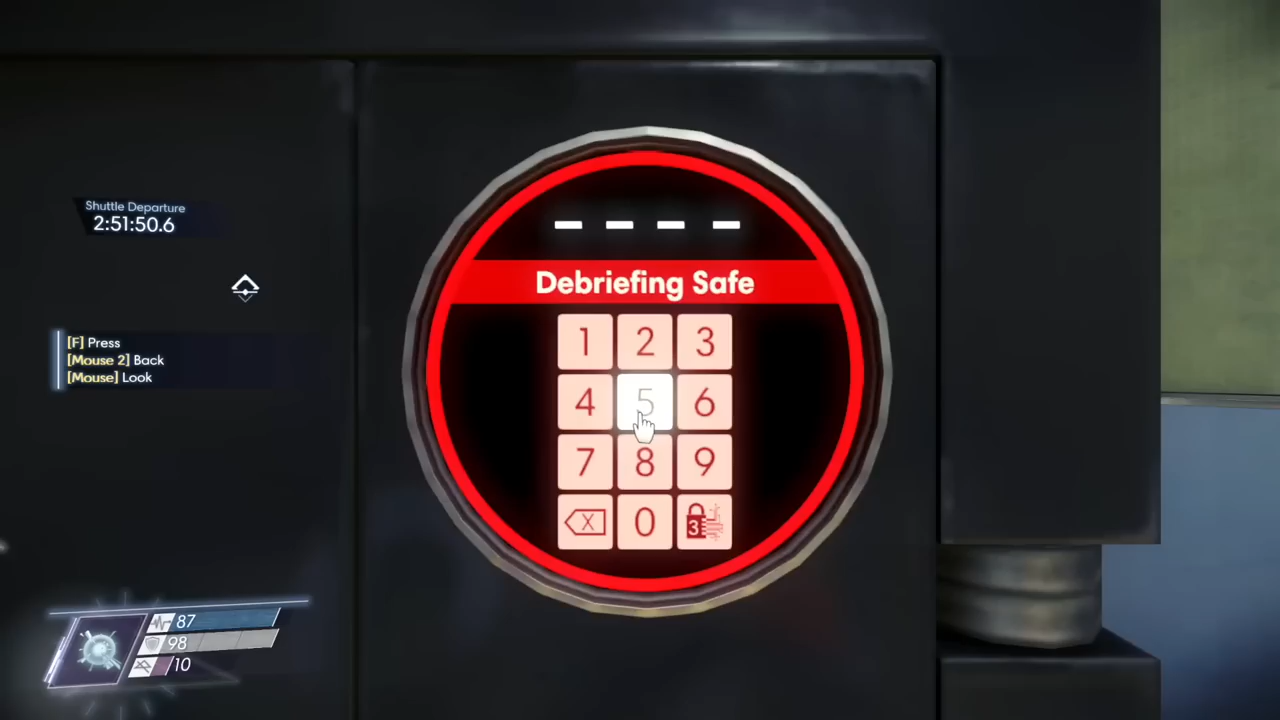 Shuttle Departure
2:51:50.6
[F] Press
[Mouse 2] Back
[Mouse] Look
Debriefing Safe
1 2 3
4 5 6
7 8 9
X 0 3
87
98
/10